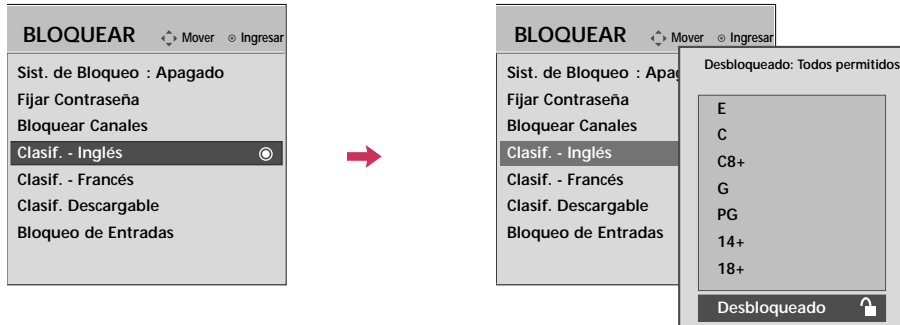 BLOQUEAR Mover Ingresar
Sist. de Bloqueo : Apagado
Fijar Contraseña
Bloquear Canales
Clasif. - Inglés
Clasif. - Francés
Clasif. Descargable
Bloqueo de Entradas
BLOQUEAR Mover Ingresar
Sist. de Bloqueo : Apag
Fijar Contraseña
Bloquear Canales
Clasif. - Inglés
Clasif. - Francés
Clasif. Descargable
Bloqueo de Entradas
Desbloqueado: Todos permitidos
E
C
C8+
G
PG
14+
18+
Desbloqueado